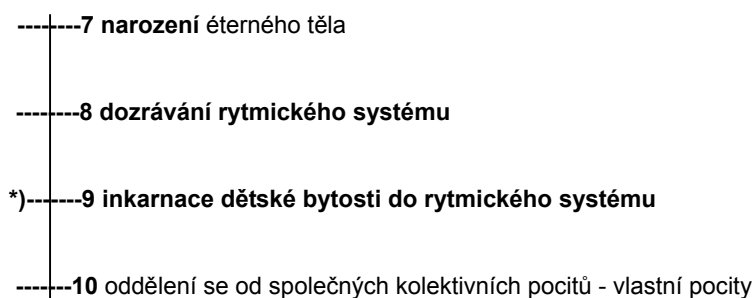 --------7 narození éterného těla
--------8 dozrávání rytmického systému
*)-------9 inkarnace dětské bytosti do rytmického systému
-------10 oddělení se od společných kolektivních pocitů - vlastní pocity